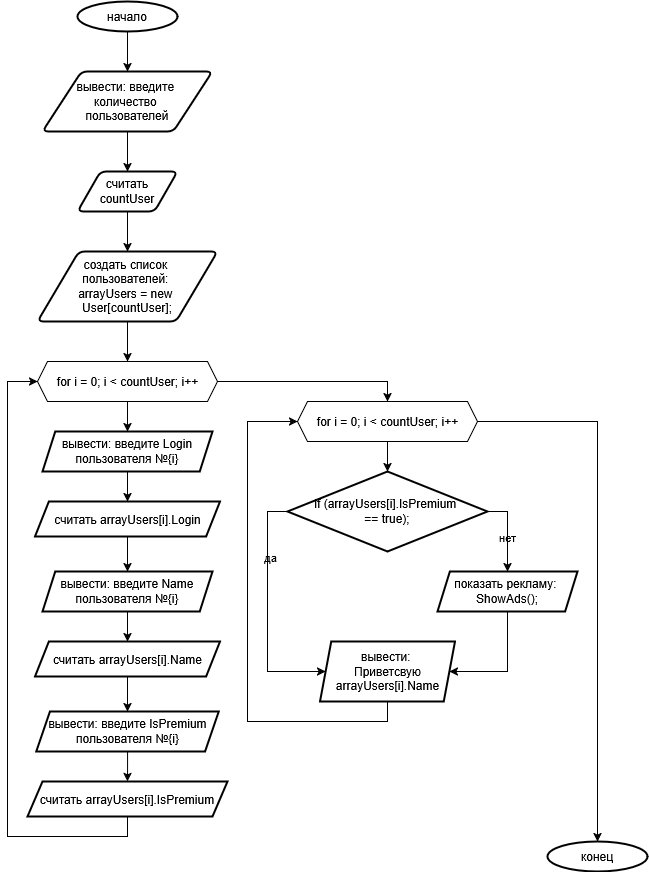 начало
вывести: введите
количество
пользователей
считать
countUser
создать список
пользователей:
arrayUsers = new
User[countUser];
for i = 0; i < countUser; i++
вывести: введите Login
пользователя №{i}
считать arrayUsers[i].Login
вывести: введите Name
пользователя №{i}
считать arrayUsers[i].Name
вывести: введите IsPremium
пользователя №{i}
считать arrayUsers[i].IsPremium
for i = 0; i < countUser; i++
if (arrayUsers[i].IsPremium
== true);
да
нет
показать рекламу:
ShowAds();
вывести:
Приветсвую
arrayUsers[i].Name
конец